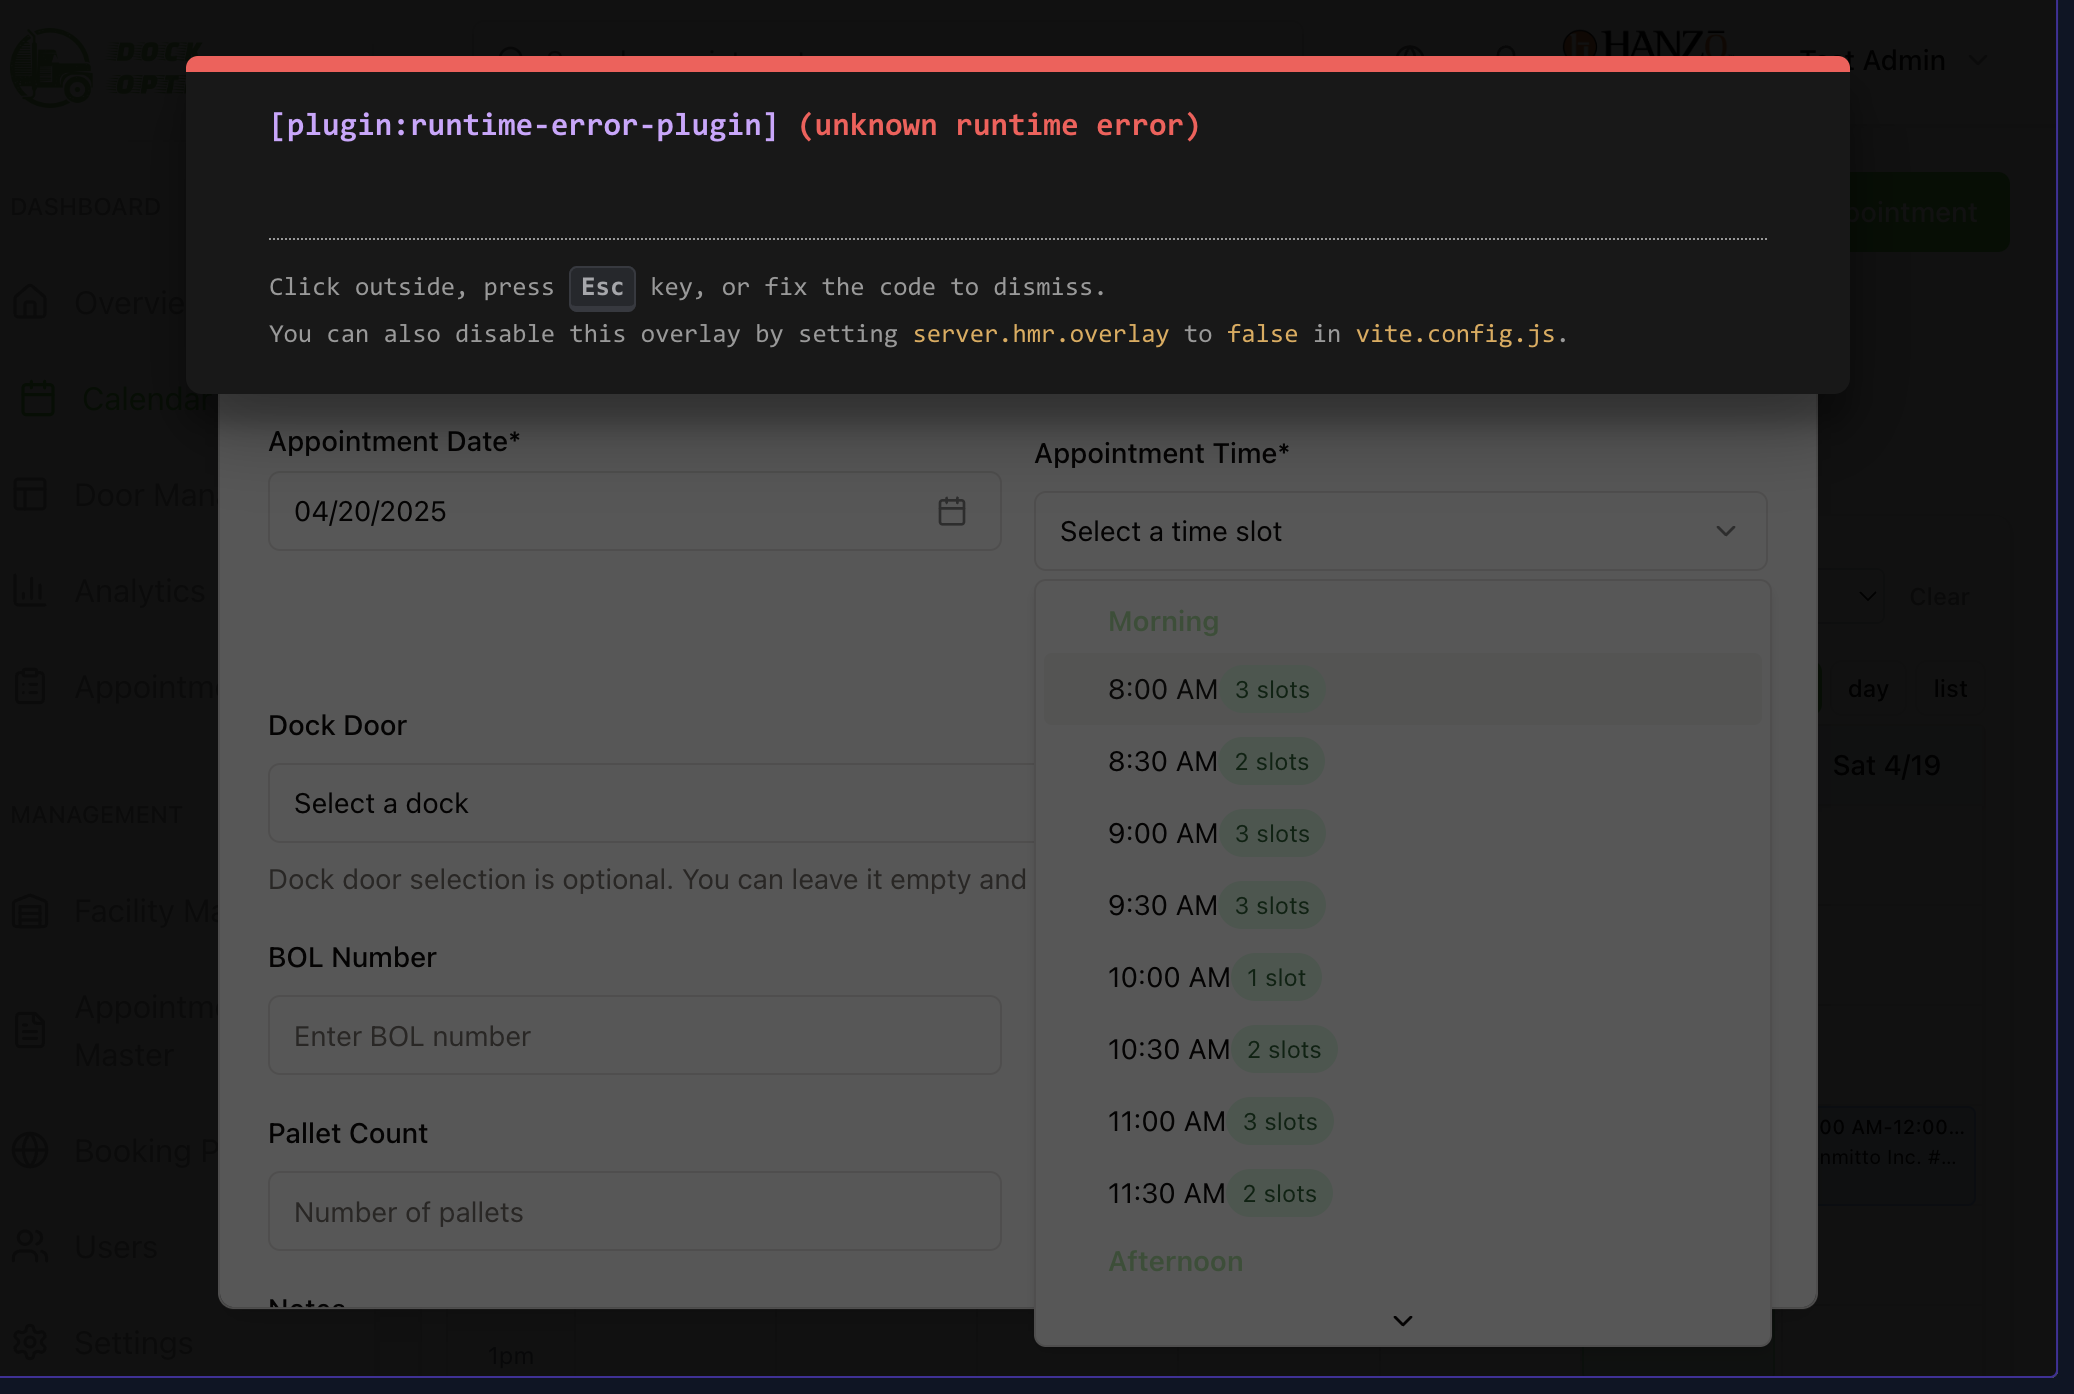 DOCK
OPT
HANZO
Admin
[plugin:runtime-error-plugin] (unknown runtime error)
Click outside, press Esc key, or fix the code to dismiss.
You can also disable this overlay by setting server.hmr.overlay to false in vite.config.js.
DASHBOARD
Overvie
Calendar
Door Man
Analytics
Appointm
MANAGEMENT
Facility Ma
Appointm
Master
Booking P
Users
Settings
pointment
Clear
day
list
Sat 4/19
00 AM-12:00...
nmitto Inc. #...
1pm
Appointment Date*
04/20/2025
Appointment Time*
Select a time slot
Morning
8:00 AM 3 slots
8:30 AM 2 slots
9:00 AM 3 slots
9:30 AM 3 slots
10:00 AM 1 slot
10:30 AM 2 slots
11:00 AM 3 slots
11:30 AM 2 slots
Afternoon
Dock Door
Select a dock
Dock door selection is optional. You can leave it empty and
BOL Number
Enter BOL number
Pallet Count
Number of pallets
Notes